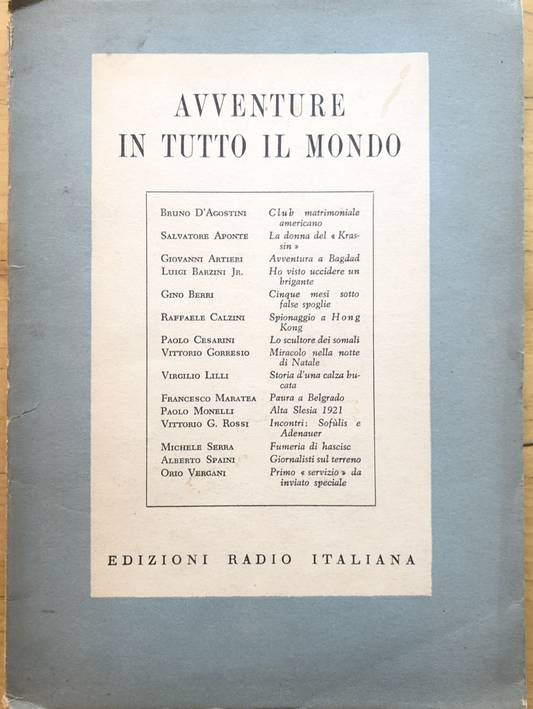 AVVENTURE
IN TUTTO IL MONDO
Bruno D'Agostini Club matrimoniale
americano
Salvatore Aponte La donna del « Kras-
sin »
Giovanni Artieri Avventura a Bagdad
Luigi Barzini Jr. Ho visto uccidere un
brigante
Gino Berri Cinque mesi sotto
false spoglie
Raffaele Calzini Spionaggio a Hong
Kong
Paolo Cesarini Lo scultore dei somali
Vittorio Gorresio Miracolo nella notte
di Natale
Virgilio Lilli Storia d'una calza bu-
cata
Francesco Maratea Paura a Belgrado
Paolo Monelli Alta Slesia 1921
Vittorio G. Rossi Incontri: Sofùlis e
Adenauer
Michele Serra Fumeria di hascisc
Alberto Spaini Giornalisti sul terreno
Orio Vergani Primo « servizio » da
inviato speciale
EDIZIONI RADIO ITALIANA